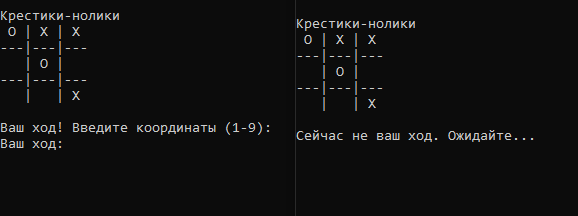 Крестики-нолики
O | X | X
---|---|---
  | O |
---|---|---
  |   | X
Ваш ход! Введите координаты (1-9):
Ваш ход:
Крестики-нолики
O | X | X
---|---|---
  | O |
---|---|---
  |   | X
Сейчас не ваш ход. Ожидайте...